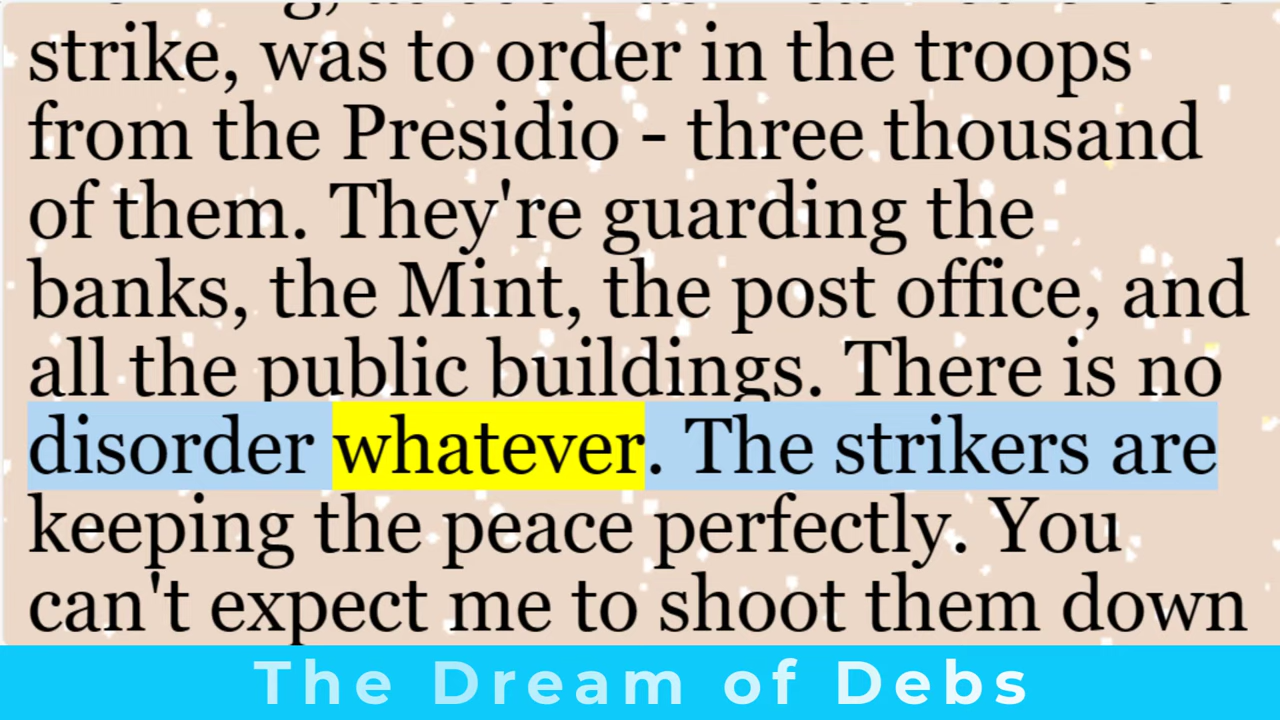 strike, was to order in the troops
from the Presidio - three thousand
of them. They're guarding the
banks, the Mint, the post office, and
all the public buildings. There is no
disorder whatever. The strikers are
keeping the peace perfectly. You
can't expect me to shoot them down
The Dream of Debs